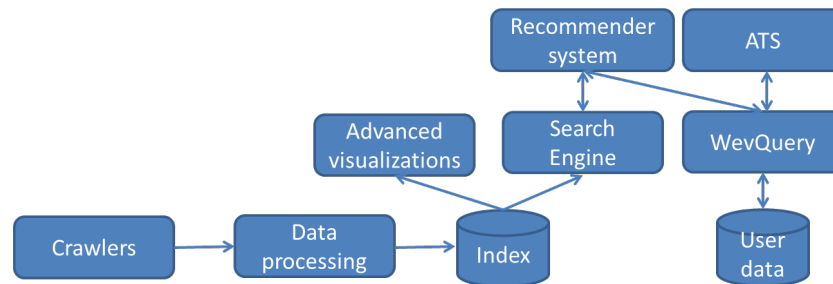 Recommender
system
ATS
Advanced
visualizations
Search
Engine
WevQuery
Crawlers
Data
processing
Index
User
data